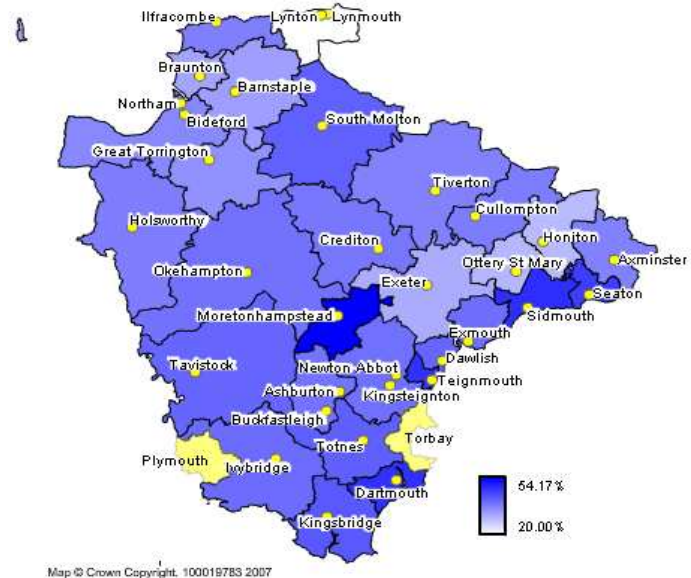 Ilfracombe
Lynton
Lynmouth
Braunton
Barnstaple
Northam
Bideford
South Molton
Great Torrington
Tiverton
Cullompton
Holsworthy
Crediton
Honiton
Okehampton
Exeter
Ottery St Mary
Axminster
Moretonhampstead
Seaton
Sidmouth
Exmouth
Tavistock
Newton Abbot
Dawlish
Teignmouth
Ashburton
Kingsteignton
Buckfastleigh
Totnes
Torbay
Plymouth
Ivybridge
Dartmouth
54.17%
20.00%
Kingsbridge
Map © Crown Copyright. 100019783 2007